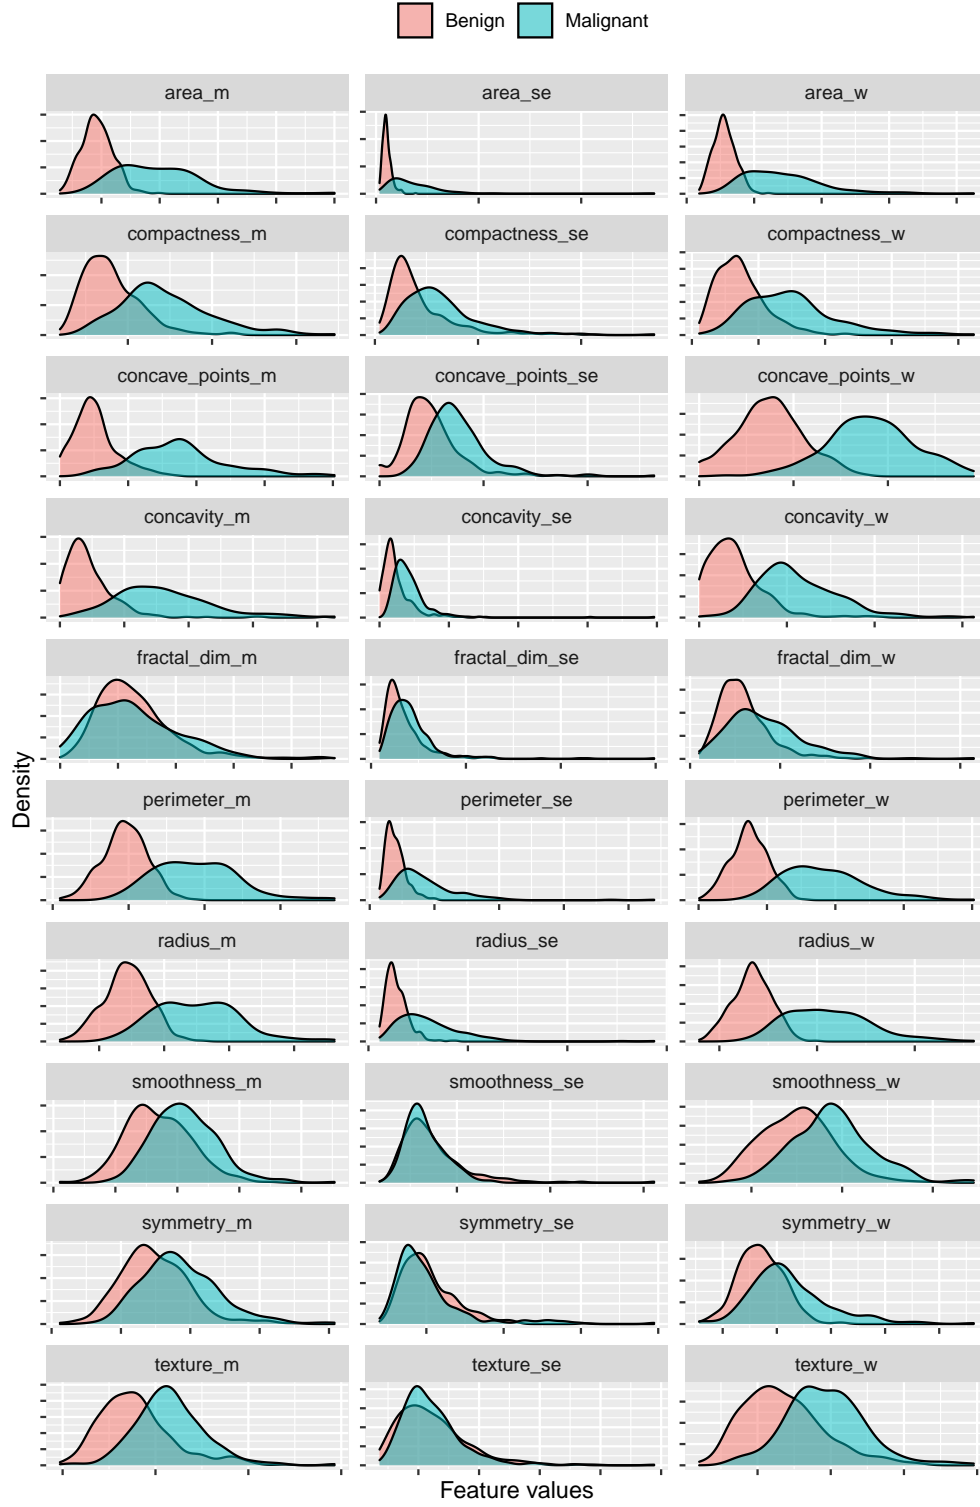 Benign Malignant
area_m area_se area_w
compactness_m compactness_se compactness_w
concave_points_m concave_points_se concave_points_w
concavity_m concavity_se concavity_w
fractal_dim_m fractal_dim_se fractal_dim_w
Density
perimeter_m perimeter_se perimeter_w
radius_m radius_se radius_w
smoothness_m smoothness_se smoothness_w
symmetry_m symmetry_se symmetry_w
texture_m texture_se texture_w
Feature values